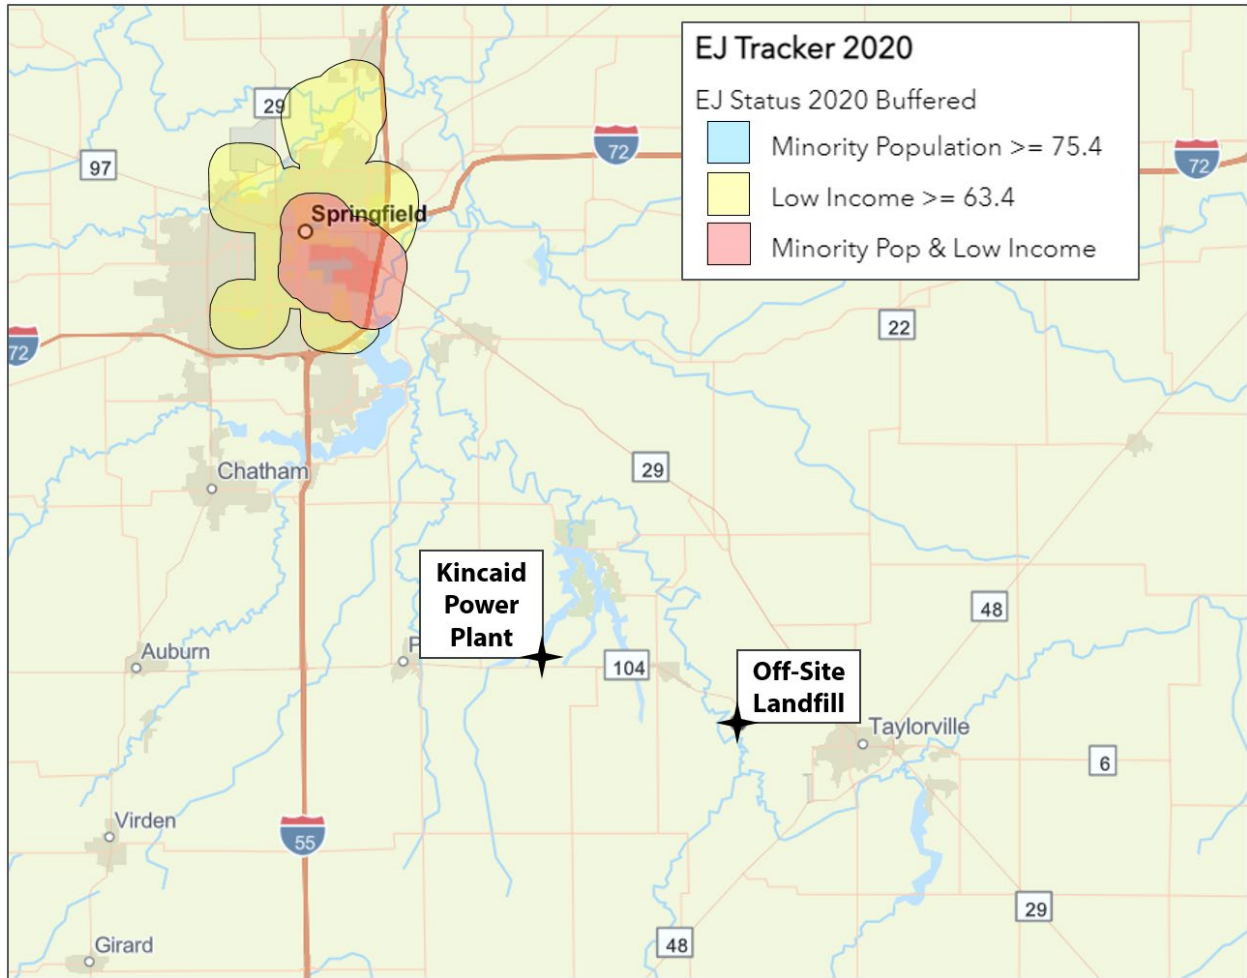 EJ Tracker 2020
EJ Status 2020 Buffered
Minority Population >= 75.4
Low Income >= 63.4
Minority Pop & Low Income
29
97
72
72
Springfield
72
22
Chatham
29
Kincaid
Power
Plant
48
Auburn
P
104
Off-Site
Landfill
Taylorville
6
Virden
55
29
Girard
48